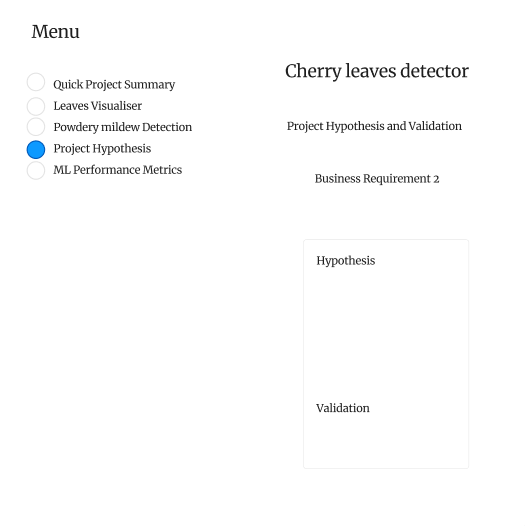 Menu
Quick Project Summary
Leaves Visualiser
Powdery mildew Detection
Project Hypothesis
ML Performance Metrics
Cherry leaves detector
Project Hypothesis and Validation
Business Requirement 2
Hypothesis
Validation